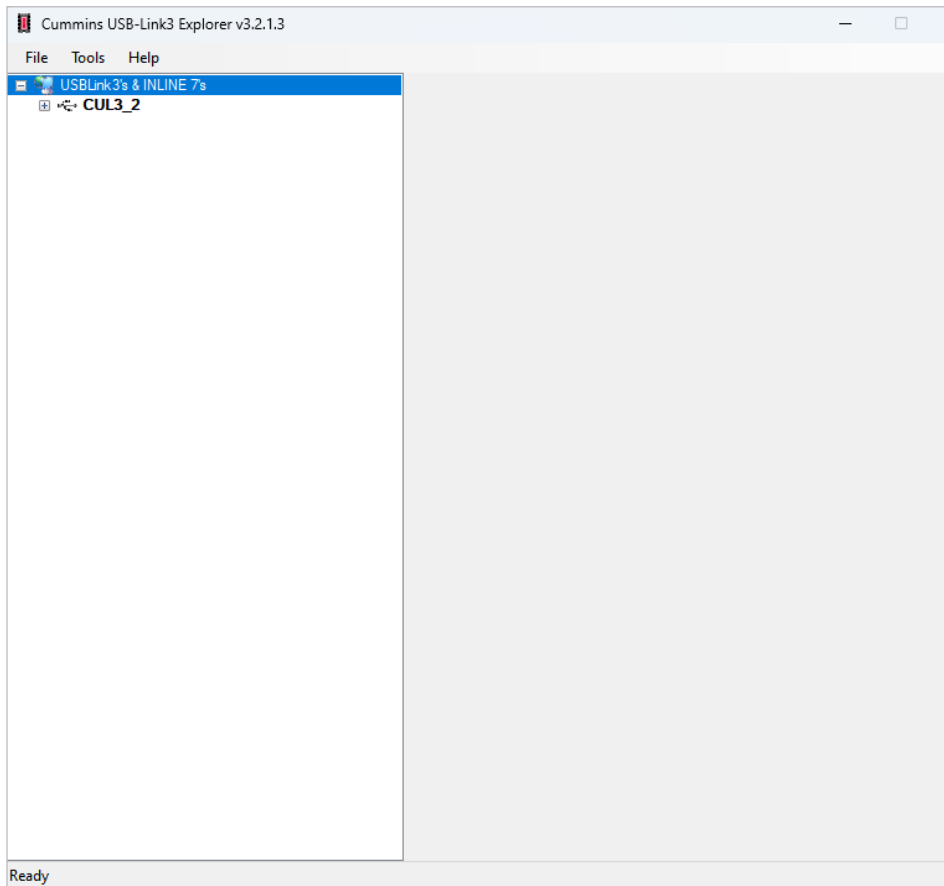 Cummins USB-Link3 Explorer v3.2.1.3
File Tools Help
USBLink3's & INLINE 7's
CUL3_2
Ready